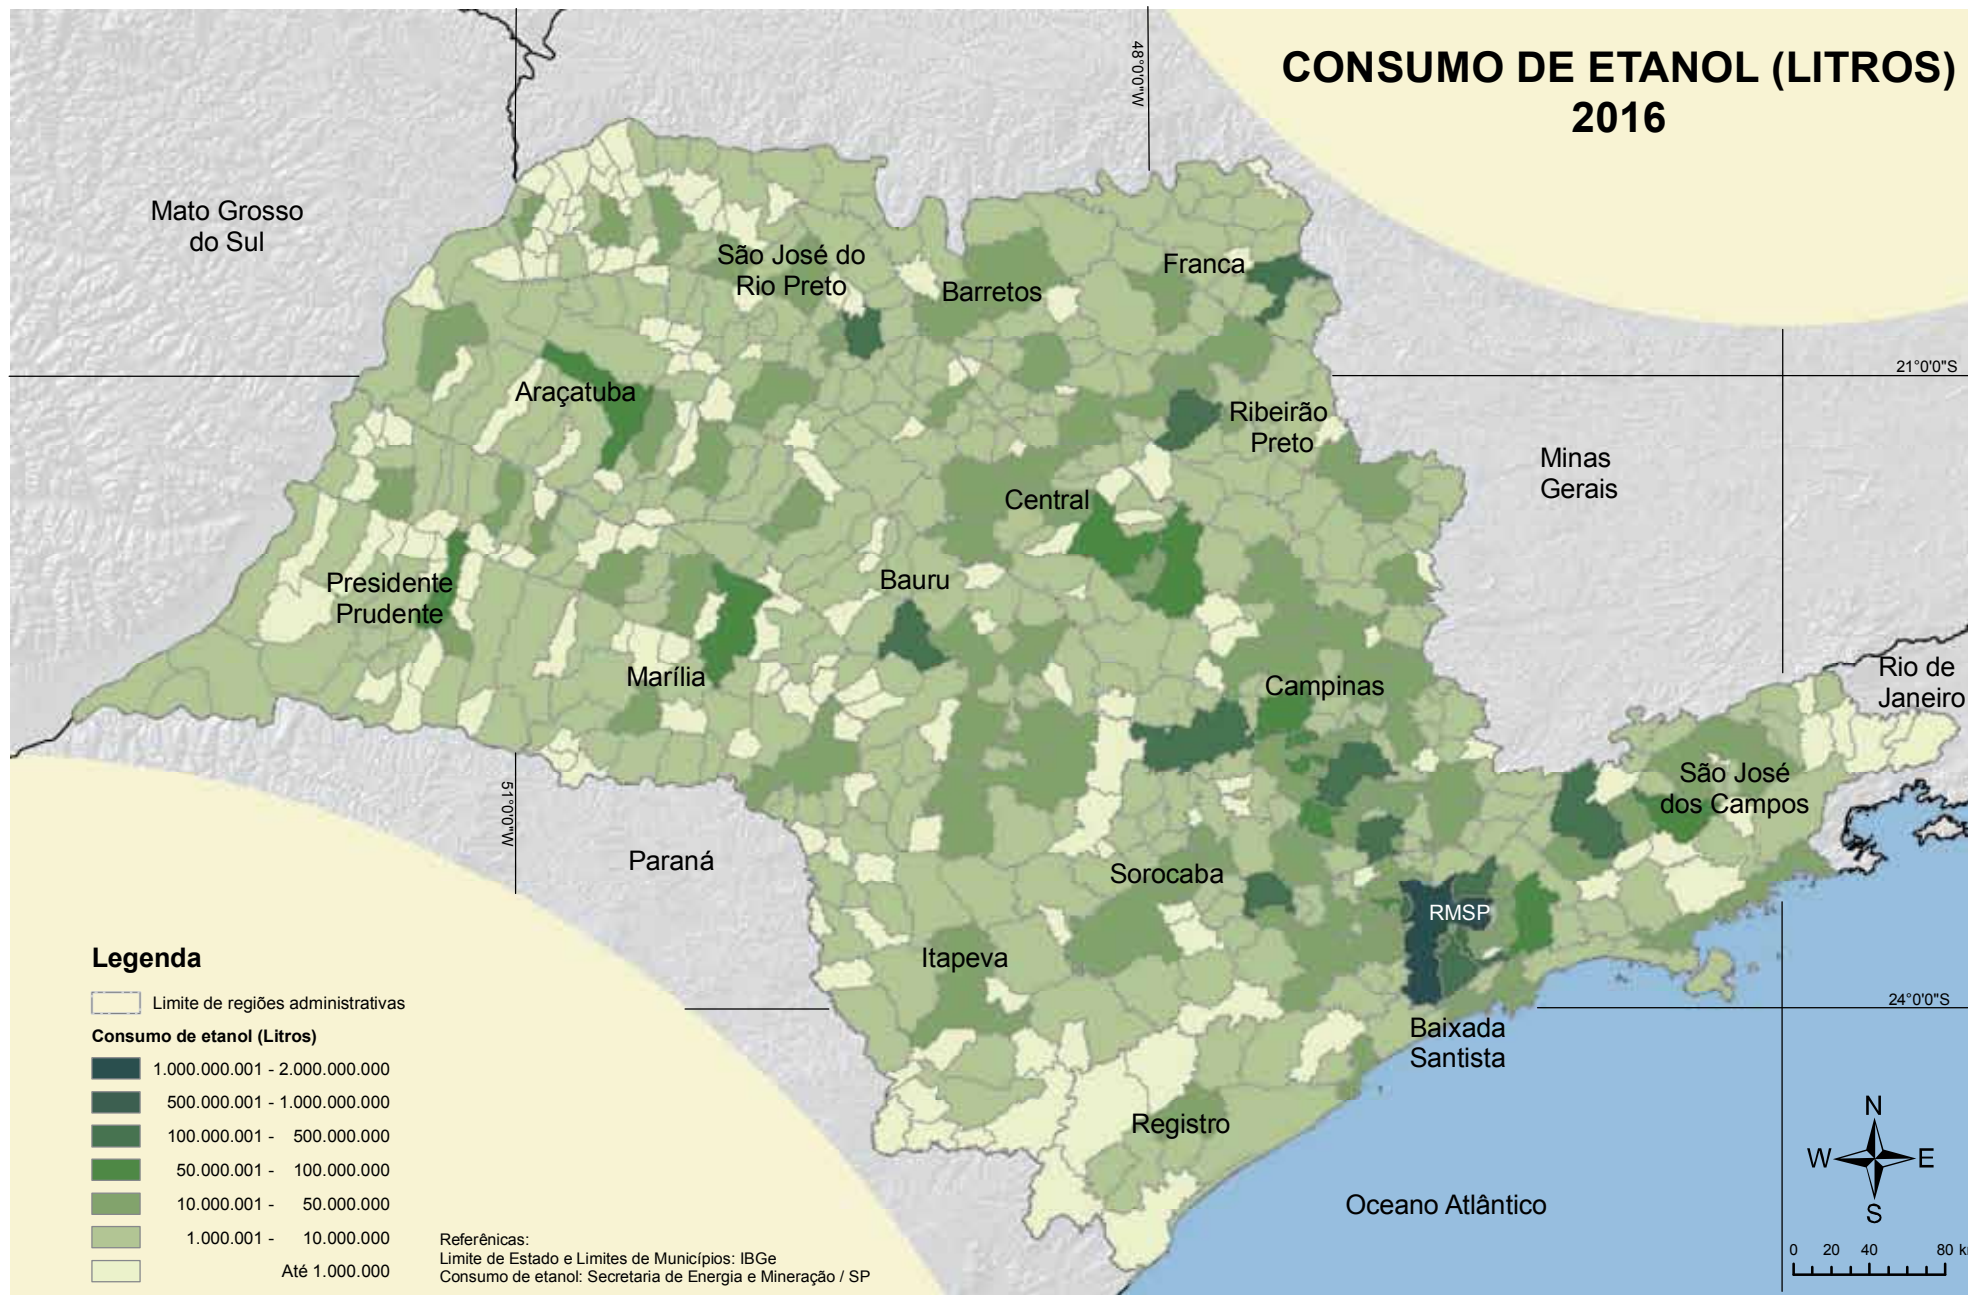 CONSUMO DE ETANOL (LITROS)
2016
48°0'0"W
Mato Grosso
do Sul
São José do
Rio Preto
Barretos
Franca
21°0'0"S
Araçatuba
Ribeirão
Preto
Minas
Gerais
Central
Presidente
Prudente
Bauru
Marília
Campinas
Rio de
Janeiro
São José
dos Campos
51°0'0"W
Paraná
Sorocaba
RMSP
Itapeva
24°0'0"S
Baixada
Santista
Registro
Oceano Atlântico
Legenda
Limite de regiões administrativas
Consumo de etanol (Litros)
1.000.000.001 - 2.000.000.000
500.000.001 - 1.000.000.000
100.000.001 - 500.000.000
50.000.001 - 100.000.000
10.000.001 - 50.000.000
1.000.001 - 10.000.000
Até 1.000.000
Referênicas:
Limite de Estado e Limites de Municípios: IBGe
Consumo de etanol: Secretaria de Energia e Mineração / SP
N
W E
S
0 20 40 80